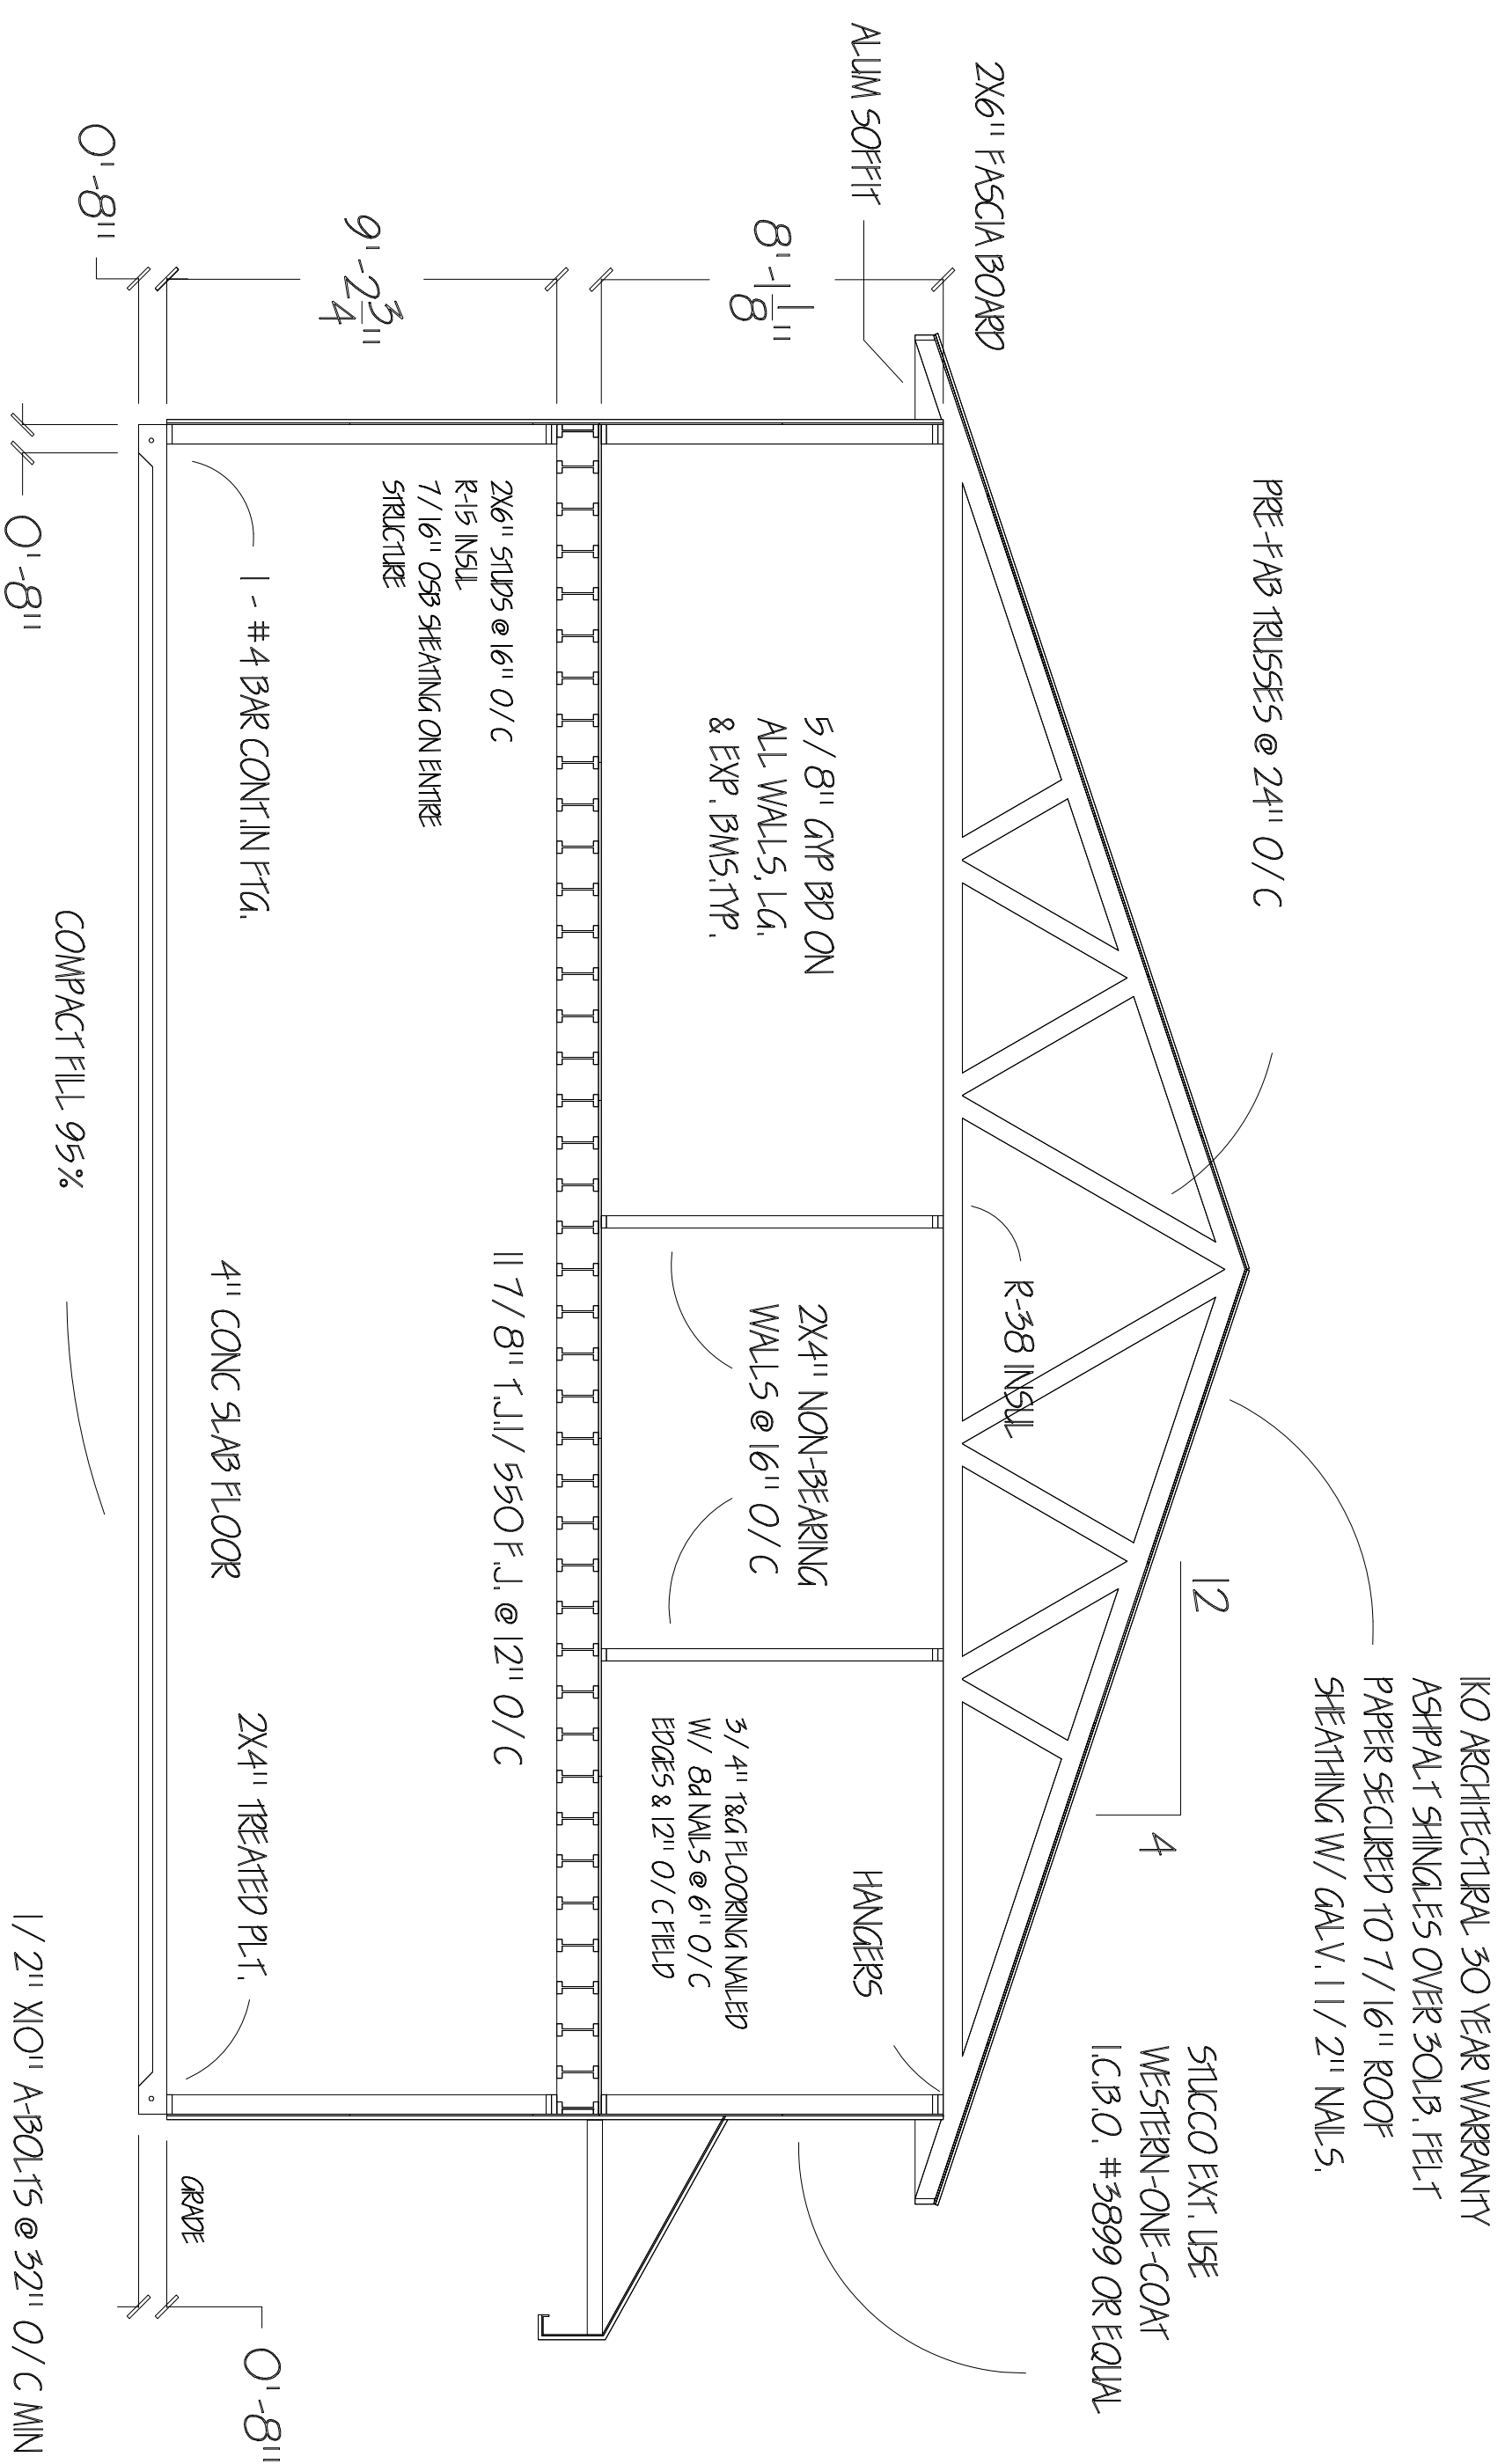 IKO ARCHITECTURAL 30 YEAR WARRANTY
ASHPALT SHINGLES OVER 30LB. FELT
PAPER SECURED TO 7/16" ROOF
SHEATHING W/ GALV. 1 1/2" NAILS.
PRE-FAB TRUSSES @ 24" O/C
12
4
STUCCO EXT. USE
WESTERN-ONE-COAT
I.C.B.O. #3899 OR EQUAL
2X6" FASCIA BOARD
ALUM SOFFIT
R-38 INSUL
HANGERS
8'-1 1/8"
5/8" GYP BD ON
ALL WALLS, LG.
& EXP. BMS.TYP.
2X4" NON-BEARING
WALLS @ 16" O/C
3/4" T&G FLOORING NAILED
W/ 8d NAILS @ 6" O/C
EDGES & 12" O/C FIELD
9'-2 3/4"
2X6" STUDS @ 16" O/C
R-15 INSUL
7/16" OSB SHEATING ON ENTIRE
STRUCTURE
11 7/8" T.J.I/550 F.J. @ 12" O/C
1 - #4 BAR CONT.IN FTG.
4" CONC SLAB FLOOR
2X4" TREATED PLT.
GRADE
0'-8"
0'-8"
COMPACT FILL 95%
0'-8"
1/2" X10" A-BOLTS @ 32" O/C MIN